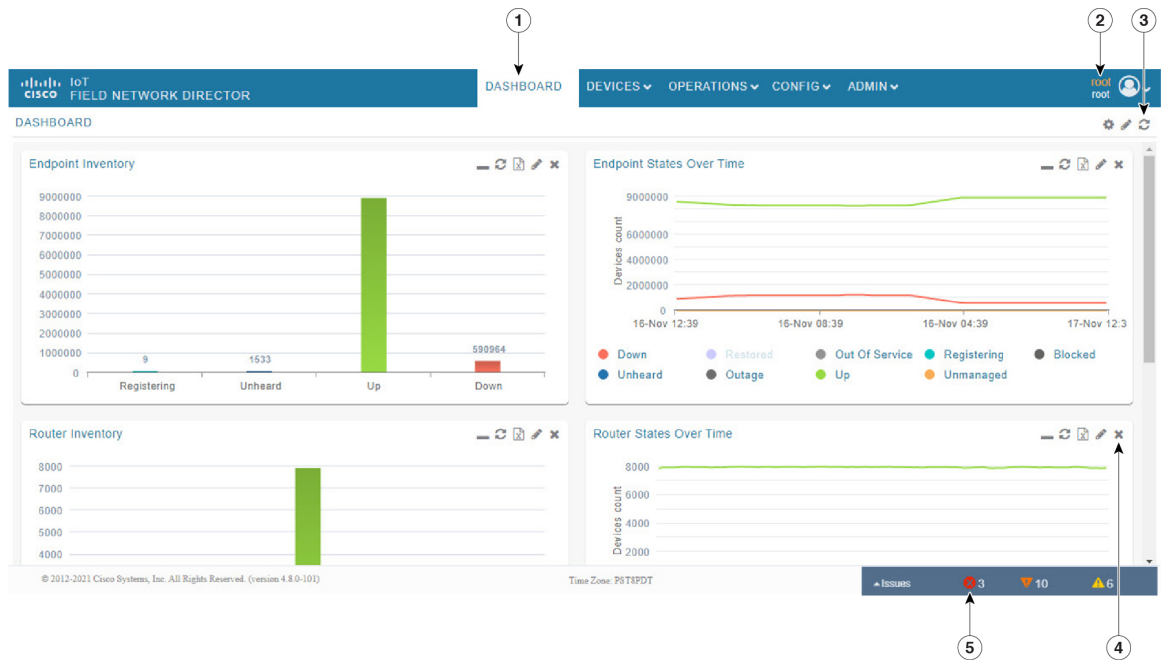 1 2 3
CISCO IoT
FIELD NETWORK DIRECTOR
DASHBOARD DEVICES OPERATIONS CONFIG ADMIN
root
root
DASHBOARD
Endpoint Inventory
9000000
8000000
7000000
6000000
5000000
4000000
3000000
2000000
1000000
0
9 1533 590964
Registering Unheard Up Down
Endpoint States Over Time
Devices count
9000000
6000000
4000000
2000000
0
16-Nov 12:39 16-Nov 08:39 16-Nov 04:39 17-Nov 12:3
Down Restored Out Of Service Registering Blocked
Unheard Outage Up Unmanaged
Router Inventory
8000
7000
6000
5000
4000
Router States Over Time
Devices count
8000
6000
4000
2000
© 2012-2021 Cisco Systems, Inc. All Rights Reserved. (version 4.8.0-101)
Time Zone: PST8PDT
Issues 3 10 6
5 4